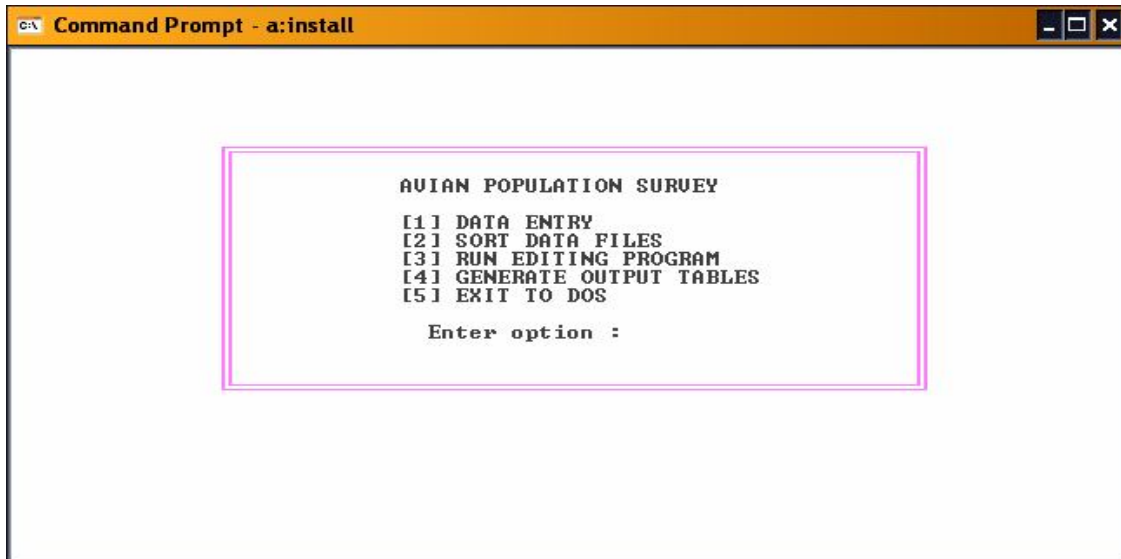 C:\ Command Prompt - a:install
AVIAN POPULATION SURVEY
[1] DATA ENTRY
[2] SORT DATA FILES
[3] RUN EDITING PROGRAM
[4] GENERATE OUTPUT TABLES
[5] EXIT TO DOS
Enter option :